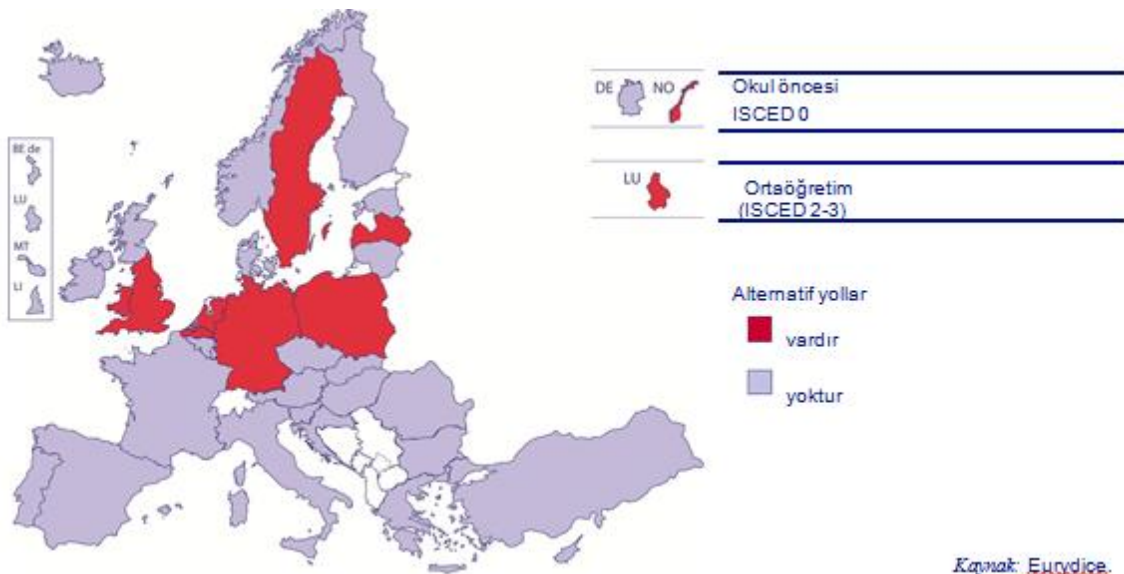 BE de
LU
MT
LI
DE NO
Okul öncesi
ISCED 0
LU
Ortaöğretim
(ISCED 2-3)
Alternatif yollar
vardır
yoktur
Kaynak: Eurydice.